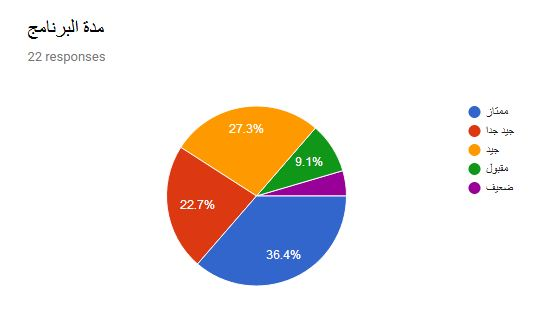 مدة البرنامج
22 responses
ممتاز
جيد جدا
جيد
مقبول
ضعيف
27.3%
9.1%
22.7%
36.4%